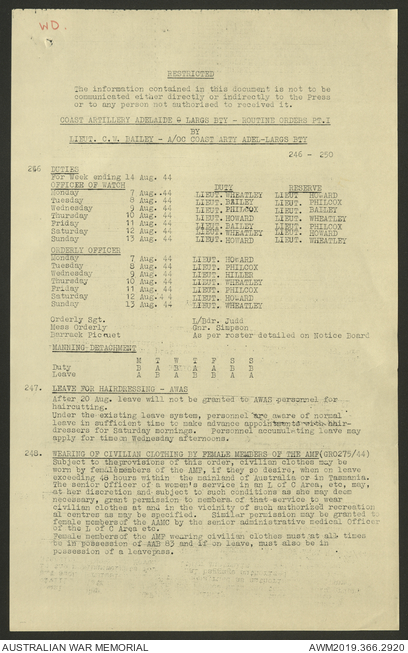 WD.
RESTRICTED
The information contained in this document is not to be
communicated either directly or indirectly to the Press
or to any person not authorised to received it.
COAST ARTILLERY ADELAIDE & LARGS BTY - ROUTINE ORDERS PT.I
BY
LIEUT. C.W. BAILEY - A/OC COAST ARTY ADEL-LARGS BTY
246 - 250
246 DUTIES
For Week ending 14 Aug. 44
OFFICER OF WATCH DUTY RESERVE
Monday 7 Aug. 44 LIEUT. WHEATLEY LIEUT. HOWARD
Tuesday 8 Aug. 44 LIEUT. BAILEY LIEUT. PHILCOX
Wednesday 9 Aug. 44 LIEUT. PHILCOX LIEUT. BAILEY
Thursday 10 Aug. 44 LIEUT. HOWARD LIEUT. WHEATLEY
Friday 11 Aug. 44 LIEUT. BAILEY LIEUT. PHILCOX
Saturday 12 Aug. 44 LIEUT. WHEATLEY LIEUT. HOWARD
Sunday 13 Aug. 44 LIEUT. HOWARD LIEUT. WHEATLEY
ORDERLY OFFICER
Monday 7 Aug. 44 LIEUT. HOWARD
Tuesday 8 Aug. 44 LIEUT. PHILCOX
Wednesday 9 Aug. 44 LIEUT. HILLER
Thursday 10 Aug. 44 LIEUT. WHEATLEY
Friday 11 Aug. 44 LIEUT. PHILCOX
Saturday 12 Aug. 44 LIEUT. HOWARD
Sunday 13 Aug. 44 LIEUT. WHEATLEY
Orderly Sgt. L/Bdr. Judd
Mess Orderly Gnr. Simpson
Barrack Picquet As per roster detailed on Notice Board
MANNING DETACHMENT
M T W T F S S
Duty B A B A B A B
Leave A B A B A B A
247. LEAVE FOR HAIRDRESSING - AWAS
After 20 Aug. leave will not be granted to AWAS personnel for
haircutting.
Under the existing leave system, personnel are aware of normal
leave in sufficient time to make advance appointments with hair-
dressers for Saturday mornings. Personnel accumulating leave may
apply for time on Wednesday afternoons.
248. WEARING OF CIVILIAN CLOTHING BY FEMALE MEMBERS OF THE AMF (GRO275/44)
Subject to the provisions of this order, civilian clothes may be
worn by female members of the AMF, if they so desire, when on leave
exceeding 48 hours within the mainland of Australia or in Tasmania.
The senior officer of a women's service in an L of C Area, etc, may,
at her discretion and subject to such conditions as she may deem
necessary, grant permission to members of that service to wear
civilian clothes at and in the vicinity of such authorised recreation
al centres as may be specified. Similar permission may be granted to
female members of the AAMC by the senior administrative medical officer
of the L of C Area etc.
Female members of the AMF wearing civilian clothes must at all times
be in possession of AAB 83 and if on leave, must also be in
possession of a leave pass.
AUSTRALIAN WAR MEMORIAL
AWM2019.366.2920